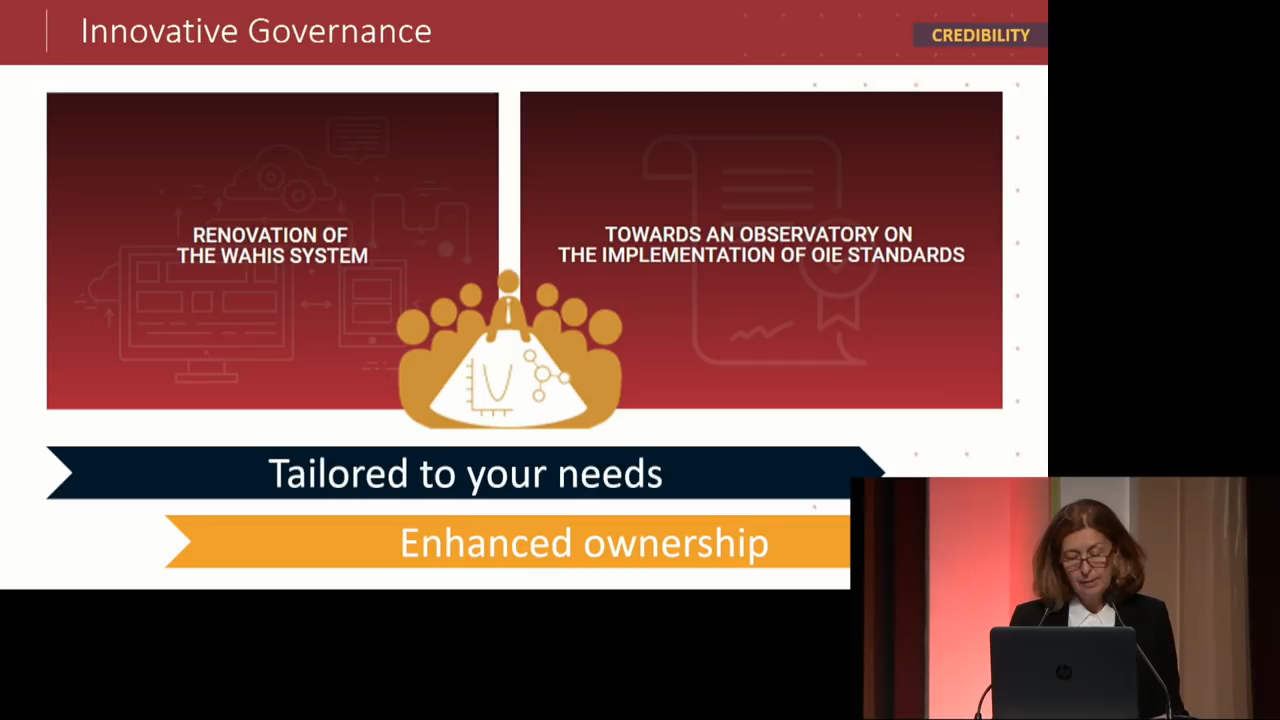 Innovative Governance
CREDIBILITY
RENOVATION OF
THE WAHIS SYSTEM
TOWARDS AN OBSERVATORY ON
THE IMPLEMENTATION OF OIE STANDARDS
Tailored to your needs
Enhanced ownership
hp